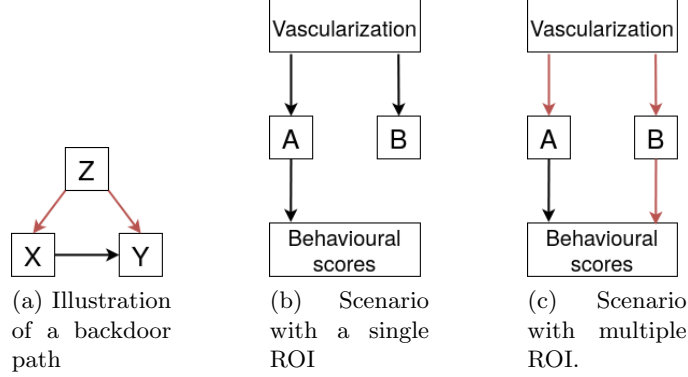 Z
X
Y
(a) Illustration
of a backdoor
path
Vascularization
A
B
Behavioural
scores
(b) Scenario
with a single
ROI
Vascularization
A
B
Behavioural
scores
(c) Scenario
with multiple
ROI.